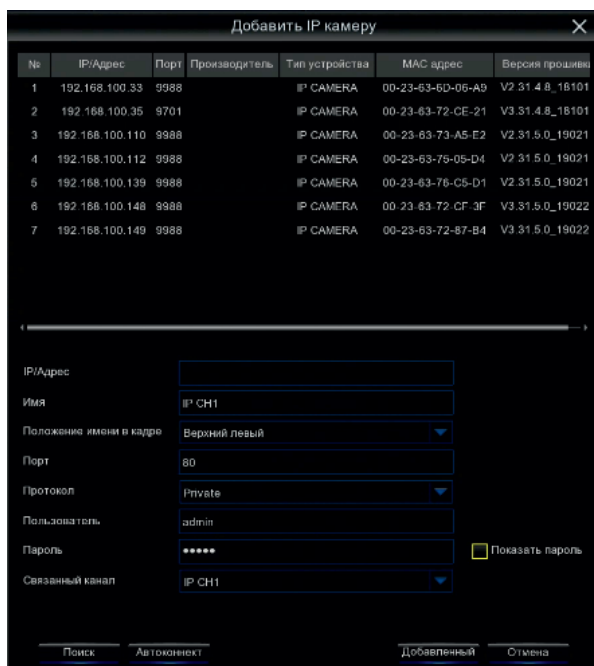 Добавить IP камеру
№ IP/Адрес Порт Производитель Тип устройства MAC адрес Версия прошивки
1 192.168.100.33 9988 IP CAMERA 00-23-63-6D-06-A9 V2.31.4.8_18101
2 192.168.100.35 9701 IP CAMERA 00-23-63-72-CE-21 V3.31.4.8_18101
3 192.168.100.110 9988 IP CAMERA 00-23-63-73-A5-E2 V2.31.5.0_19021
4 192.168.100.112 9988 IP CAMERA 00-23-63-75-05-D4 V2.31.5.0_19021
5 192.168.100.139 9988 IP CAMERA 00-23-63-76-C5-D1 V2.31.5.0_19021
6 192.168.100.148 9988 IP CAMERA 00-23-63-72-CF-3F V3.31.5.0_19022
7 192.168.100.149 9988 IP CAMERA 00-23-63-72-87-B4 V3.31.5.0_19022
IP/Адрес
Имя IP CH1
Положение имени в кадре Верхний левый
Порт 80
Протокол Private
Пользователь admin
Пароль ••••• Показать пароль
Связанный канал IP CH1
Поиск Автоконнект Добавленный Отмена